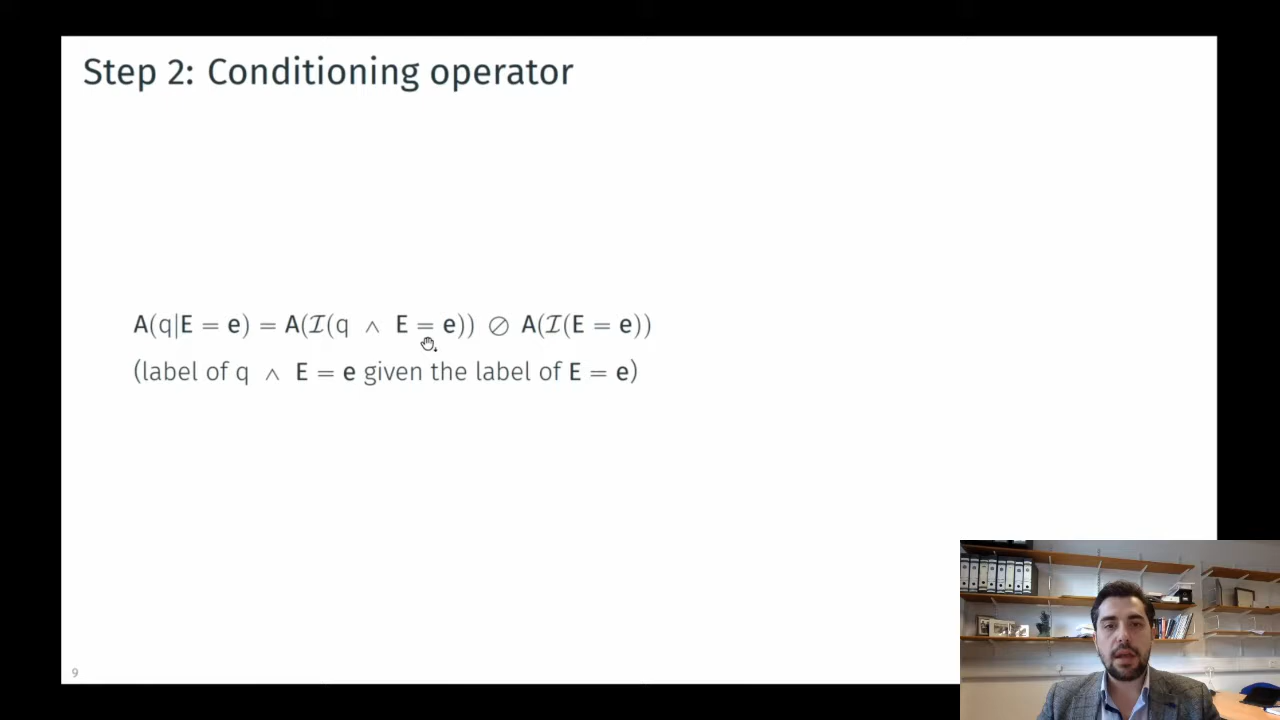 Step 2: Conditioning operator
A(q|E = e) = A(ℐ(q ∧ E = e)) ⊘ A(ℐ(E = e))
(label of q ∧ E = e given the label of E = e)
9